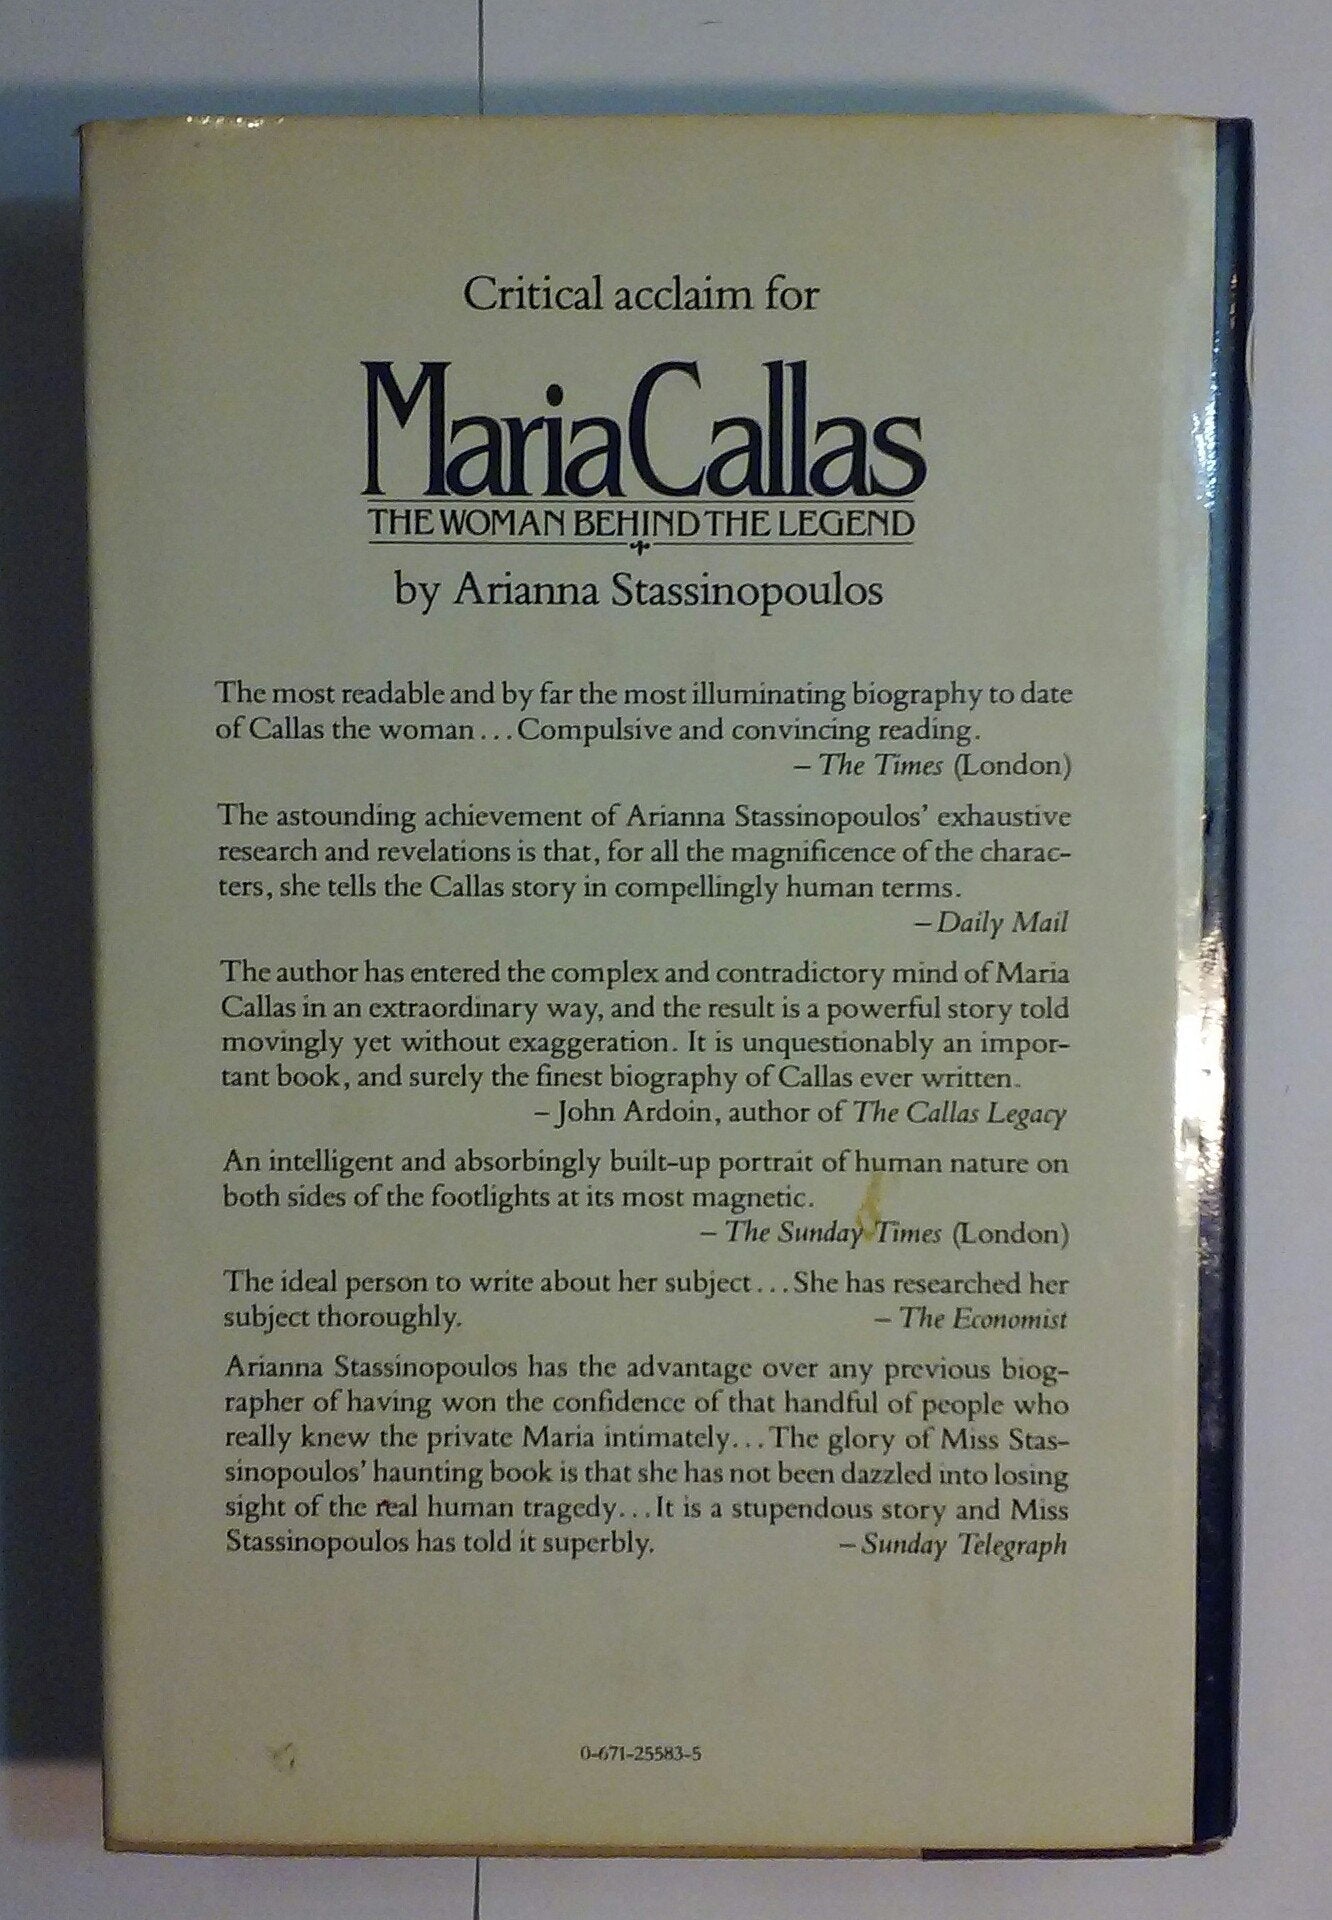 Critical acclaim for
Maria Callas
THE WOMAN BEHIND THE LEGEND
by Arianna Stassinopoulos
The most readable and by far the most illuminating biography to date
of Callas the woman... Compulsive and convincing reading.
– The Times (London)
The astounding achievement of Arianna Stassinopoulos' exhaustive
research and revelations is that, for all the magnificence of the charac-
ters, she tells the Callas story in compellingly human terms.
– Daily Mail
The author has entered the complex and contradictory mind of Maria
Callas in an extraordinary way, and the result is a powerful story told
movingly yet without exaggeration. It is unquestionably an impor-
tant book, and surely the finest biography of Callas ever written.
– John Ardoin, author of The Callas Legacy
An intelligent and absorbingly built-up portrait of human nature on
both sides of the footlights at its most magnetic.
– The Sunday Times (London)
The ideal person to write about her subject... She has researched her
subject thoroughly. – The Economist
Arianna Stassinopoulos has the advantage over any previous biog-
rapher of having won the confidence of that handful of people who
really knew the private Maria intimately... The glory of Miss Stas-
sinopoulos' haunting book is that she has not been dazzled into losing
sight of the real human tragedy... It is a stupendous story and Miss
Stassinopoulos has told it superbly. – Sunday Telegraph
0-671-25583-5